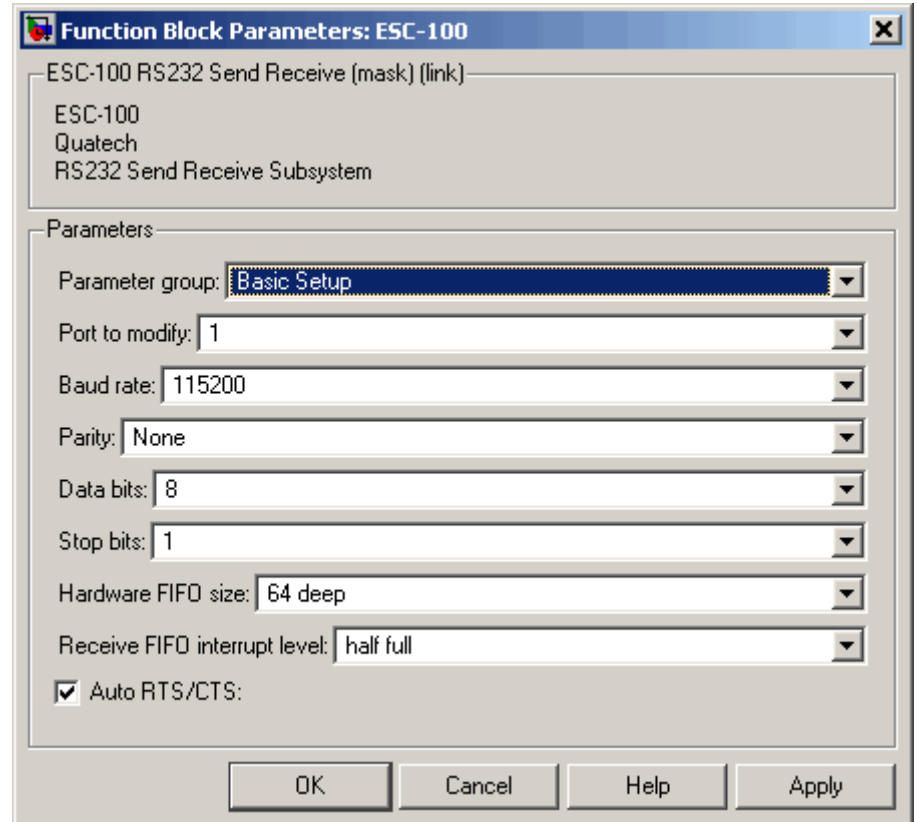 Function Block Parameters: ESC-100
ESC-100 RS232 Send Receive (mask) (link)
ESC-100
Quatech
RS232 Send Receive Subsystem
Parameters
Parameter group: Basic Setup
Port to modify: 1
Baud rate: 115200
Parity: None
Data bits: 8
Stop bits: 1
Hardware FIFO size: 64 deep
Receive FIFO interrupt level: half full
Auto RTS/CTS:
OK Cancel Help Apply